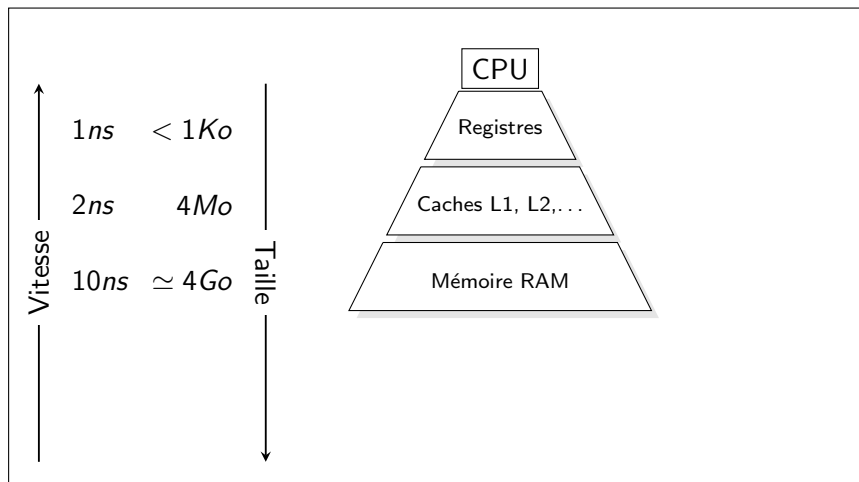 CPU
1ns < 1Ko Registres
2ns 4Mo Caches L1, L2,. . .
10ns ≃ 4Go Mémoire RAM
Vitesse
Taille